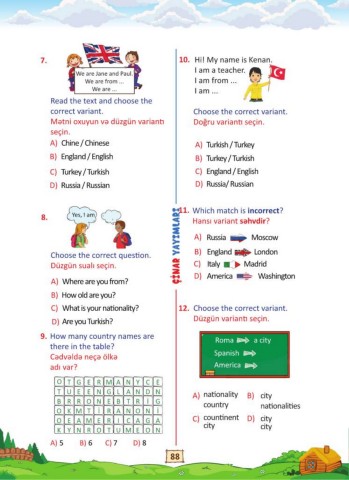 7.
We are Jane and Paul.
We are from ...
We are ...
Read the text and choose the
correct variant.
Mətni oxuyun və düzgün variantı
seçin.
A) Chine / Chinese
B) England / English
C) Turkey / Turkish
D) Russia / Russian
8.
Yes, I am
Choose the correct question.
Düzgün sualı seçin.
A) Where are you from?
B) How old are you?
C) What is your nationality?
D) Are you Turkish?
9. How many country names are
there in the table?
Cədvəldə neçə ölkə
adı var?
O T G E R M A N Y C E
T U E E N G L A N D N
B R R O N E B T R İ G
O K M T İ R A N O N İ
O E A M E R I C A G A
K Y N R O T U M E O N
A) 5 B) 6 C) 7 D) 8
ÇİNAR YAYIMLARI
10. Hi! My name is Kenan.
I am a teacher.
I am from ...
I am ...
Choose the correct variant.
Doğru variantı seçin.
A) Turkish / Turkey
B) Turkey / Turkish
C) England / English
D) Russia/ Russian
11. Which match is incorrect?
Hansı variant səhvdir?
A) Russia Moscow
B) England London
C) Italy Madrid
D) America Washington
12. Choose the correct variant.
Düzgün variantı seçin.
Roma a city
Spanish
America
A) nationality
country
B) city
nationalities
C) countinent
city
D) city
city
88